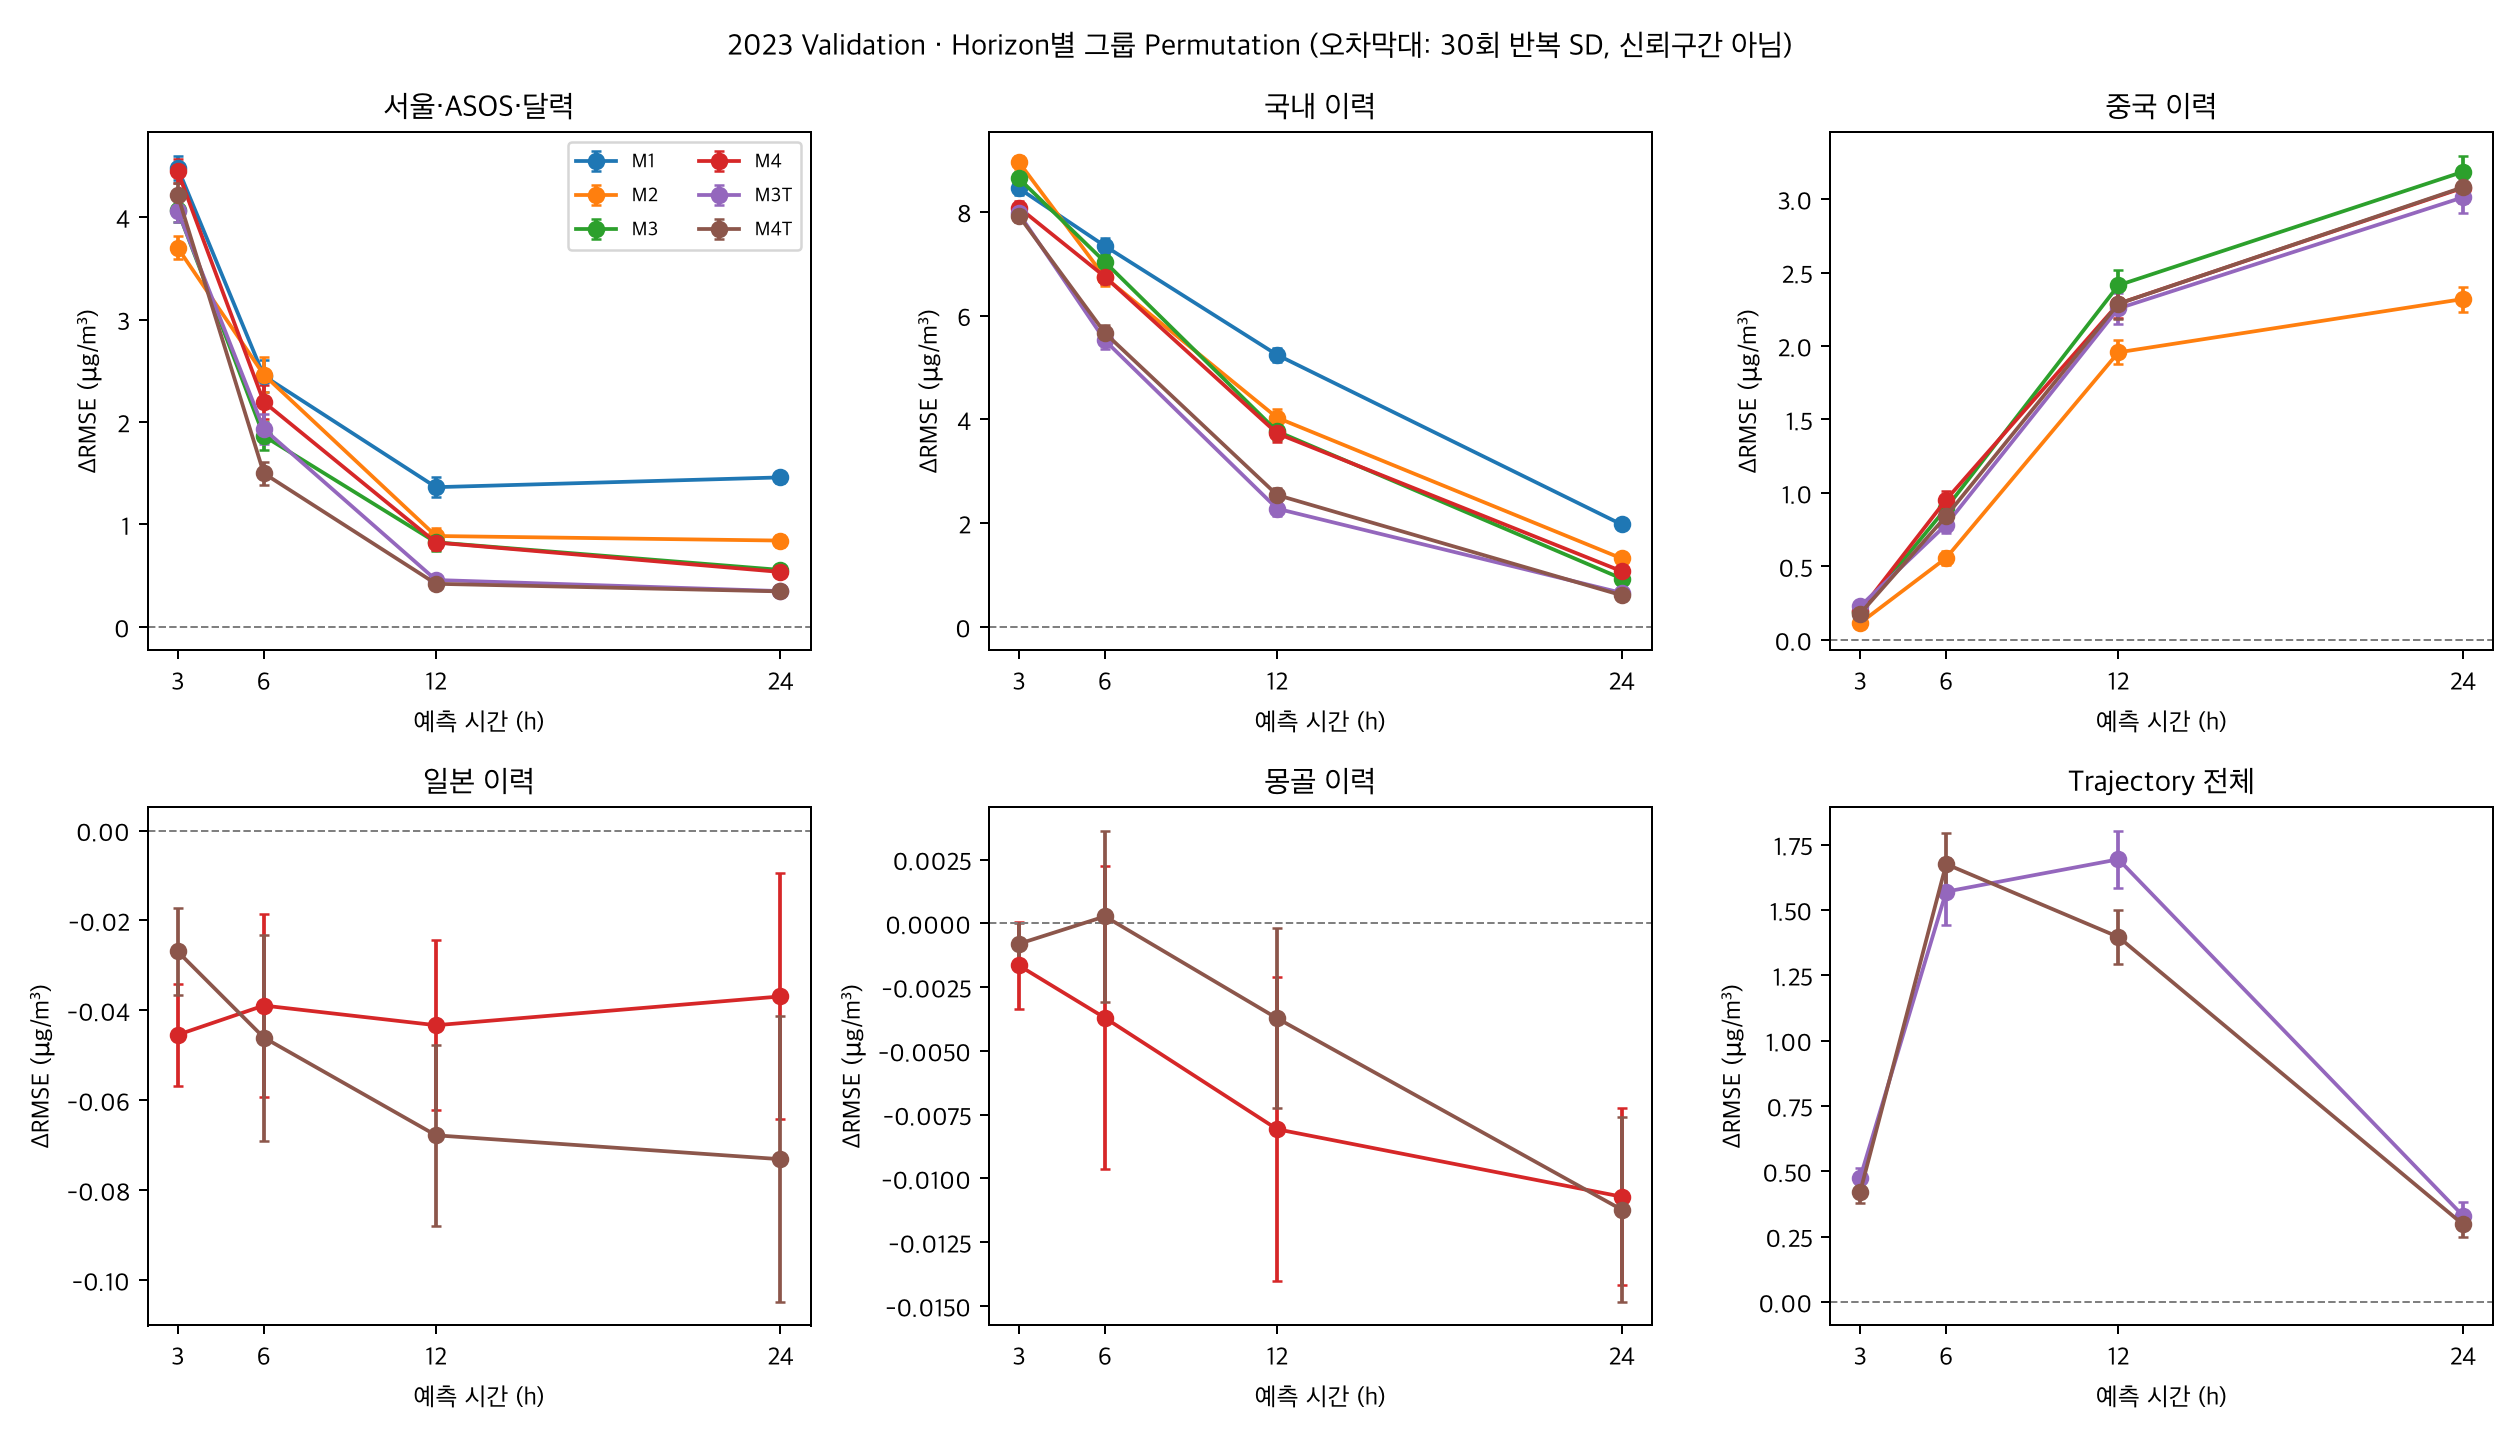 2023 Validation · Horizon별 그룹 Permutation (오차막대: 30회 반복 SD, 신뢰구간 아님)
서울·ASOS·달력
ΔRMSE (μg/m³)
4
3
2
1
0
3 6 12 24
예측 시간 (h)
M1 M4
M2 M3T
M3 M4T
국내 이력
ΔRMSE (μg/m³)
8
6
4
2
0
3 6 12 24
예측 시간 (h)
중국 이력
ΔRMSE (μg/m³)
3.0
2.5
2.0
1.5
1.0
0.5
0.0
3 6 12 24
예측 시간 (h)
일본 이력
ΔRMSE (μg/m³)
0.00
-0.02
-0.04
-0.06
-0.08
-0.10
3 6 12 24
예측 시간 (h)
몽골 이력
ΔRMSE (μg/m³)
0.0025
0.0000
-0.0025
-0.0050
-0.0075
-0.0100
-0.0125
-0.0150
3 6 12 24
예측 시간 (h)
Trajectory 전체
ΔRMSE (μg/m³)
1.75
1.50
1.25
1.00
0.75
0.50
0.25
0.00
3 6 12 24
예측 시간 (h)